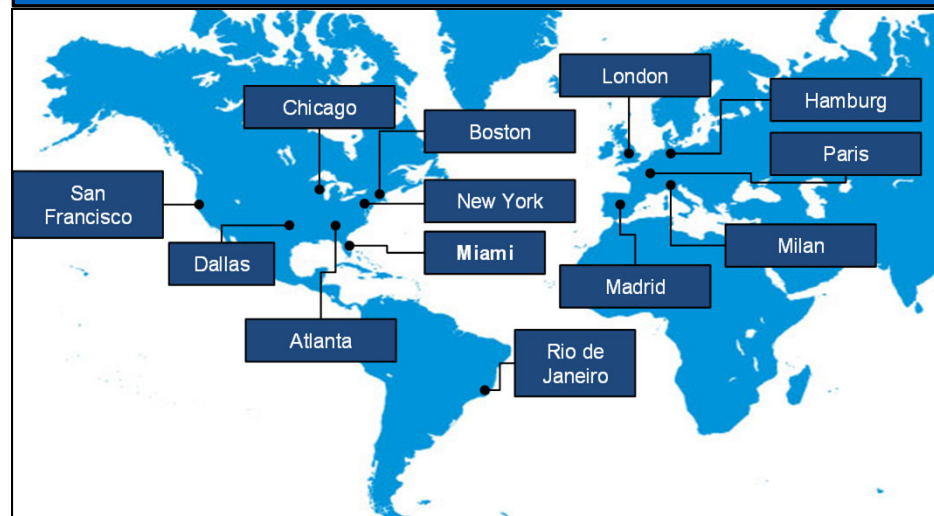 London
Hamburg
Chicago
Boston
Paris
San
Francisco
New York
Dallas
Miami
Milan
Madrid
Atlanta
Rio de
Janeiro